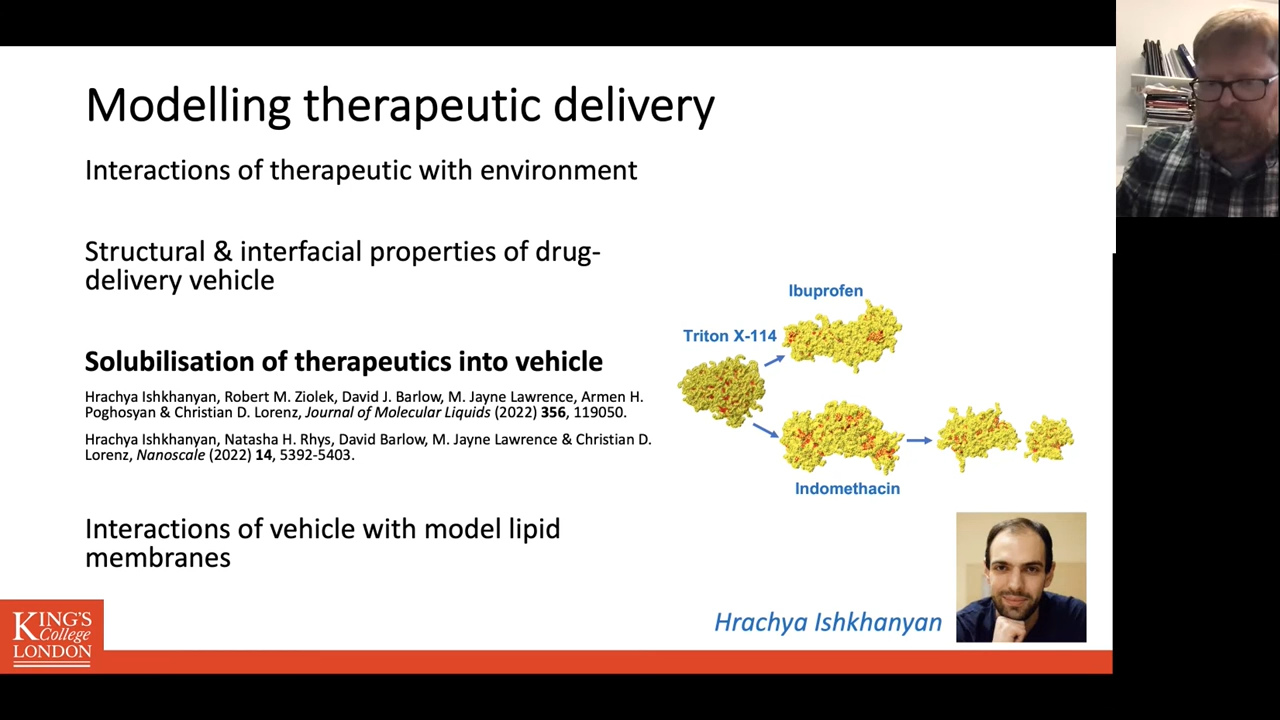 Modelling therapeutic delivery
Interactions of therapeutic with environment
Structural & interfacial properties of drug-
delivery vehicle
Ibuprofen
Triton X-114
Solubilisation of therapeutics into vehicle
Hrachya Ishkhanyan, Robert M. Ziolek, David J. Barlow, M. Jayne Lawrence, Armen H.
Poghosyan & Christian D. Lorenz, Journal of Molecular Liquids (2022) 356, 119050.
Hrachya Ishkhanyan, Natasha H. Rhys, David Barlow, M. Jayne Lawrence & Christian D.
Lorenz, Nanoscale (2022) 14, 5392-5403.
Indomethacin
Interactions of vehicle with model lipid
membranes
Hrachya Ishkhanyan
KING'S
College
LONDON